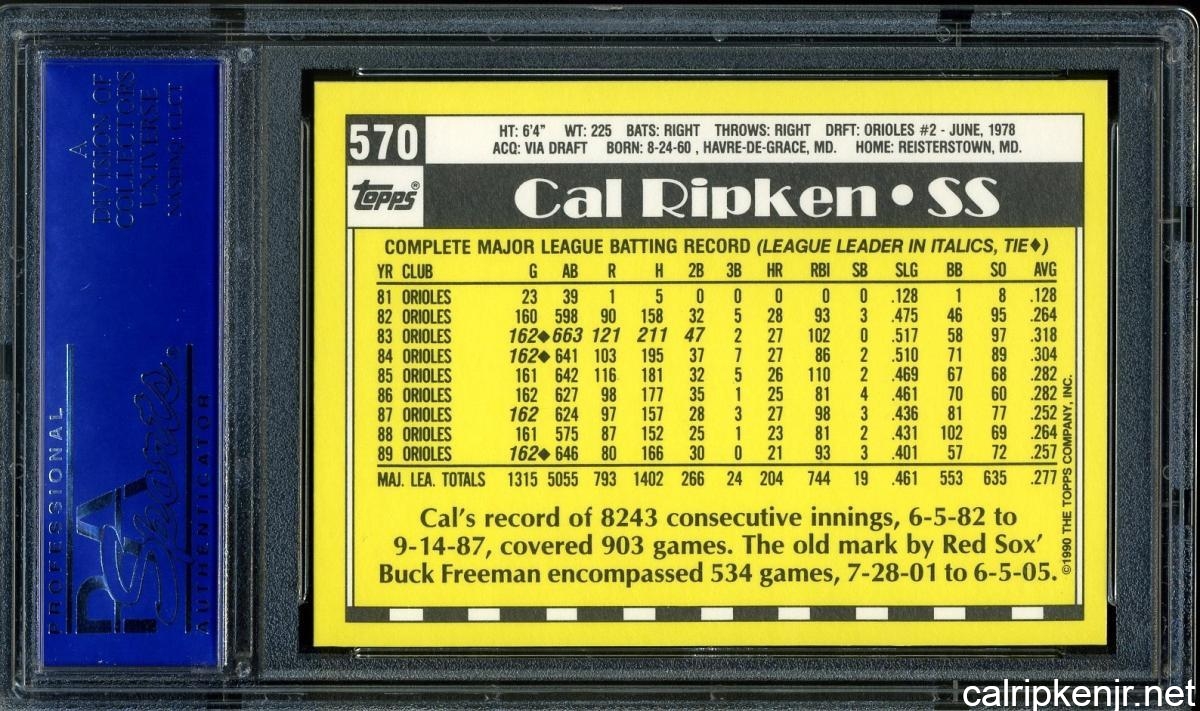 A
DIVISION OF
COLLECTORS
UNIVERSE
NASDAQ: CLCT
PROFESSIONAL
PSA
Sports®
AUTHENTICATOR
570
HT: 6'4" WT: 225 BATS: RIGHT THROWS: RIGHT DRFT: ORIOLES #2 - JUNE, 1978
ACQ: VIA DRAFT BORN: 8-24-60 , HAVRE-DE-GRACE, MD. HOME: REISTERSTOWN, MD.
topps®
Cal Ripken • SS
COMPLETE MAJOR LEAGUE BATTING RECORD (LEAGUE LEADER IN ITALICS, TIE♦)
YR CLUB G AB R H 2B 3B HR RBI SB SLG BB SO AVG
81 ORIOLES 23 39 1 5 0 0 0 0 0 .128 1 8 .128
82 ORIOLES 160 598 90 158 32 5 28 93 3 .475 46 95 .264
83 ORIOLES 162♦ 663 121 211 47 2 27 102 0 .517 58 97 .318
84 ORIOLES 162♦ 641 103 195 37 7 27 86 2 .510 71 89 .304
85 ORIOLES 161 642 116 181 32 5 26 110 2 .469 67 68 .282
86 ORIOLES 162 627 98 177 35 1 25 81 4 .461 70 60 .282
87 ORIOLES 162 624 97 157 28 3 27 98 3 .436 81 77 .252
88 ORIOLES 161 575 87 152 25 1 23 81 2 .431 102 69 .264
89 ORIOLES 162♦ 646 80 166 30 0 21 93 3 .401 57 72 .257
MAJ. LEA. TOTALS 1315 5055 793 1402 266 24 204 744 19 .461 553 635 .277
Cal's record of 8243 consecutive innings, 6-5-82 to
9-14-87, covered 903 games. The old mark by Red Sox'
Buck Freeman encompassed 534 games, 7-28-01 to 6-5-05.
©1990 THE TOPPS COMPANY, INC.
calripkenjr.net